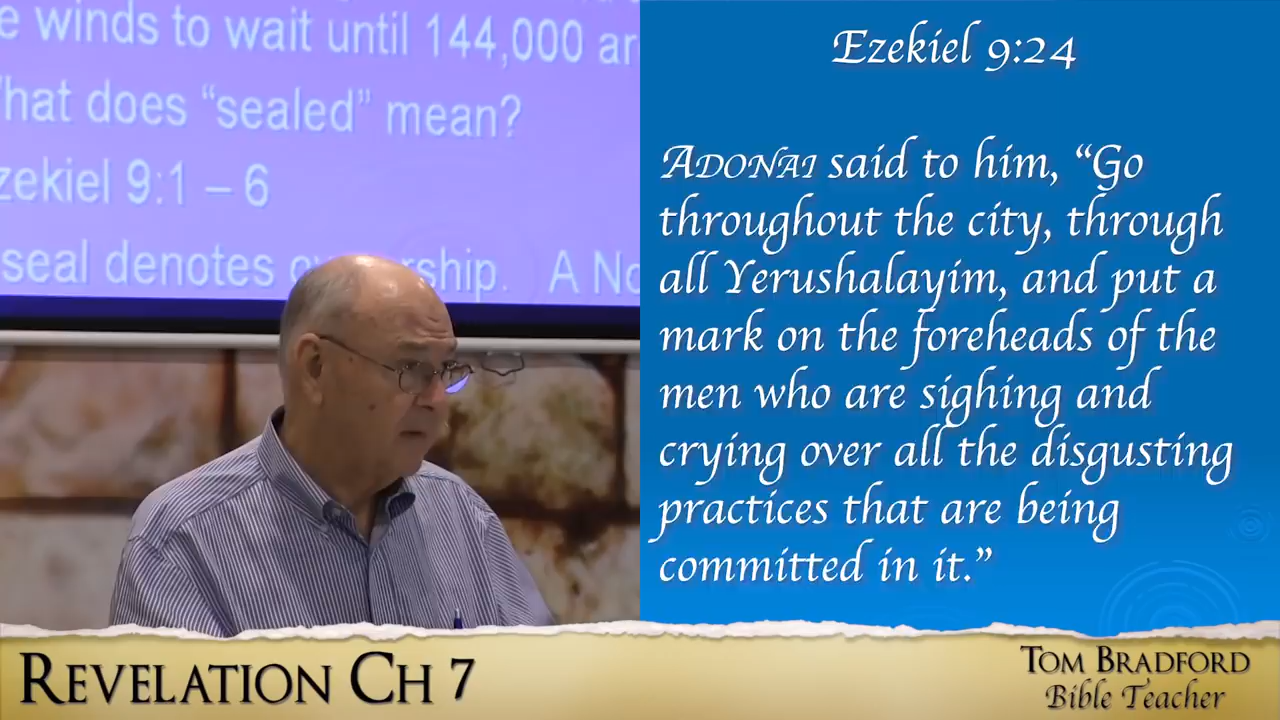 e winds to wait until 144,000 ar
hat does “sealed” mean?
zekiel 9:1 – 6
seal denotes ership. A No
Ezekiel 9:24
ADONAI said to him, “Go
throughout the city, through
all Yerushalayim, and put a
mark on the foreheads of the
men who are sighing and
crying over all the disgusting
practices that are being
committed in it.”
REVELATION CH 7
TOM BRADFORD
Bible Teacher